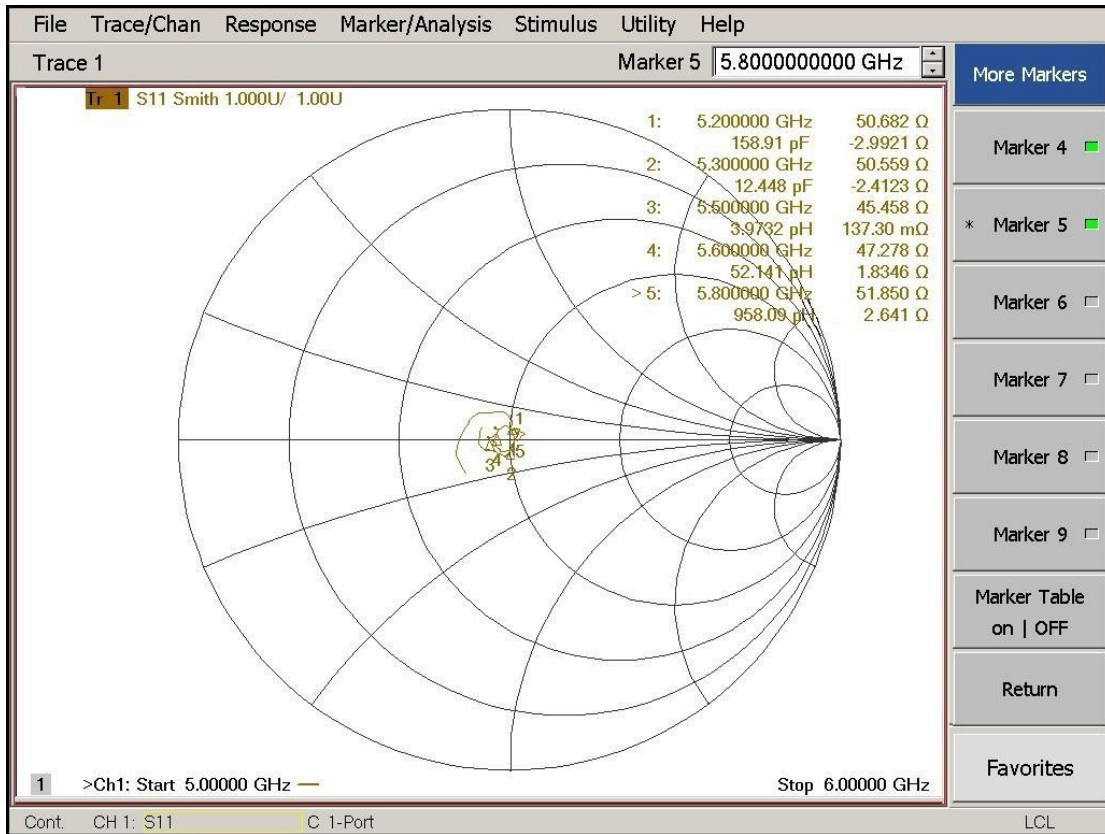 File Trace/Chan Response Marker/Analysis Stimulus Utility Help
Trace 1 Marker 5 5.8000000000 GHz
Tr 1 S11 Smith 1.000U/ 1.00U
1: 5.200000 GHz 50.682 Ω
158.91 pF -2.9921 Ω
2: 5.300000 GHz 50.559 Ω
12.448 pF -2.4123 Ω
3: 5.500000 GHz 45.458 Ω
3.9732 pH 137.30 mΩ
4: 5.600000 GHz 47.278 Ω
52.141 pH 1.8346 Ω
> 5: 5.800000 GHz 51.850 Ω
958.09 pH 2.641 Ω
1
5
3
4
2
1 >Ch1: Start 5.00000 GHz — Stop 6.00000 GHz
Cont. CH 1: S11 C 1-Port LCL
More Markers
Marker 4
* Marker 5
Marker 6
Marker 7
Marker 8
Marker 9
Marker Table
on | OFF
Return
Favorites